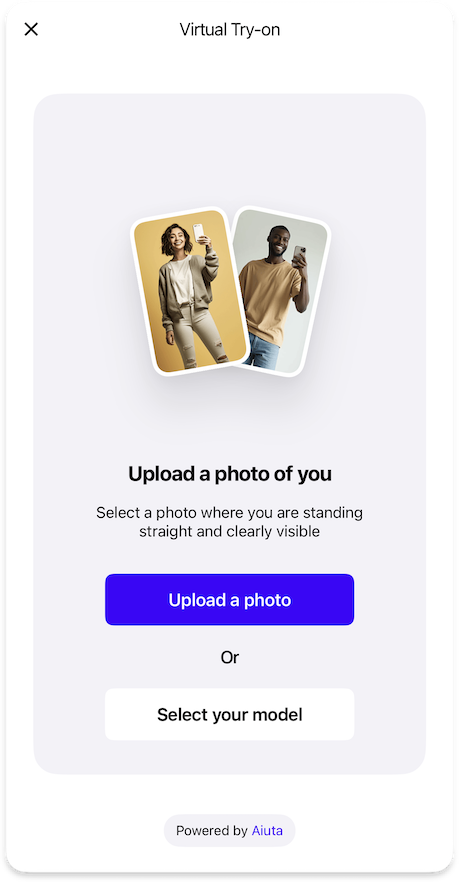 Virtual Try-on
Upload a photo of you
Select a photo where you are standing
straight and clearly visible
Upload a photo
Or
Select your model
Powered by Aiuta